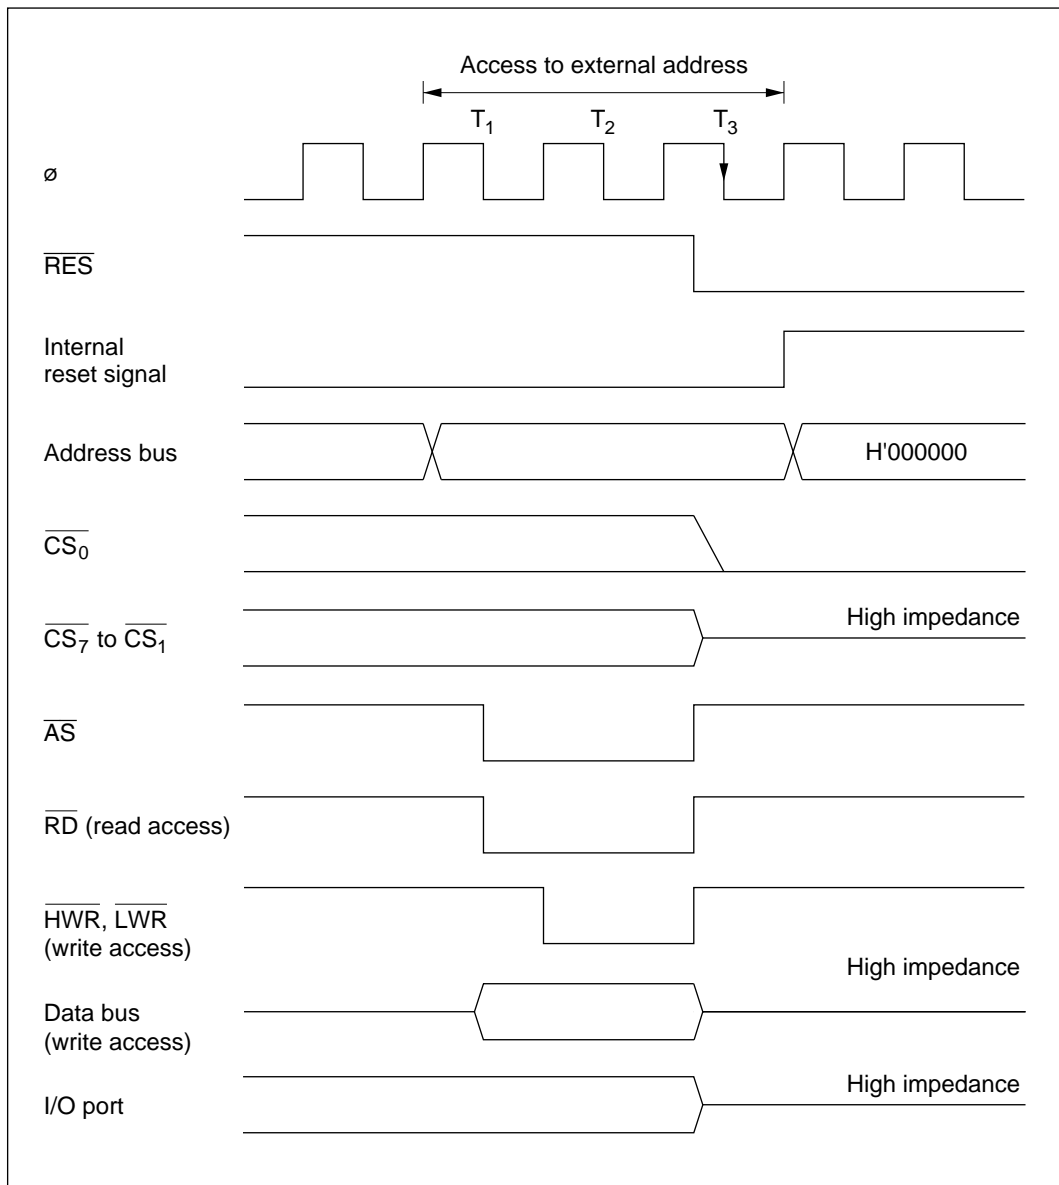 Access to external address
T1 T2 T3
ø
RES
Internal
reset signal
Address bus
H'000000
CS0
CS7 to CS1
High impedance
AS
RD (read access)
HWR, LWR
(write access)
High impedance
Data bus
(write access)
I/O port
High impedance